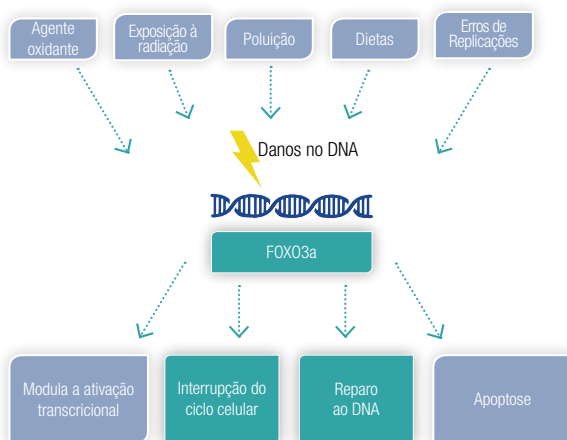 Agente
oxidante
Exposição à
radiação
Poluição
Dietas
Erros de
Replicações
Danos no DNA
FOXO3a
Modula a ativação
transcricional
Interrupção do
ciclo celular
Reparo
ao DNA
Apoptose